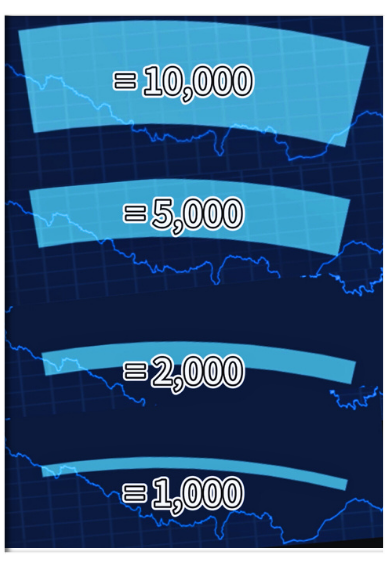 = 10,000
= 5,000
= 2,000
= 1,000